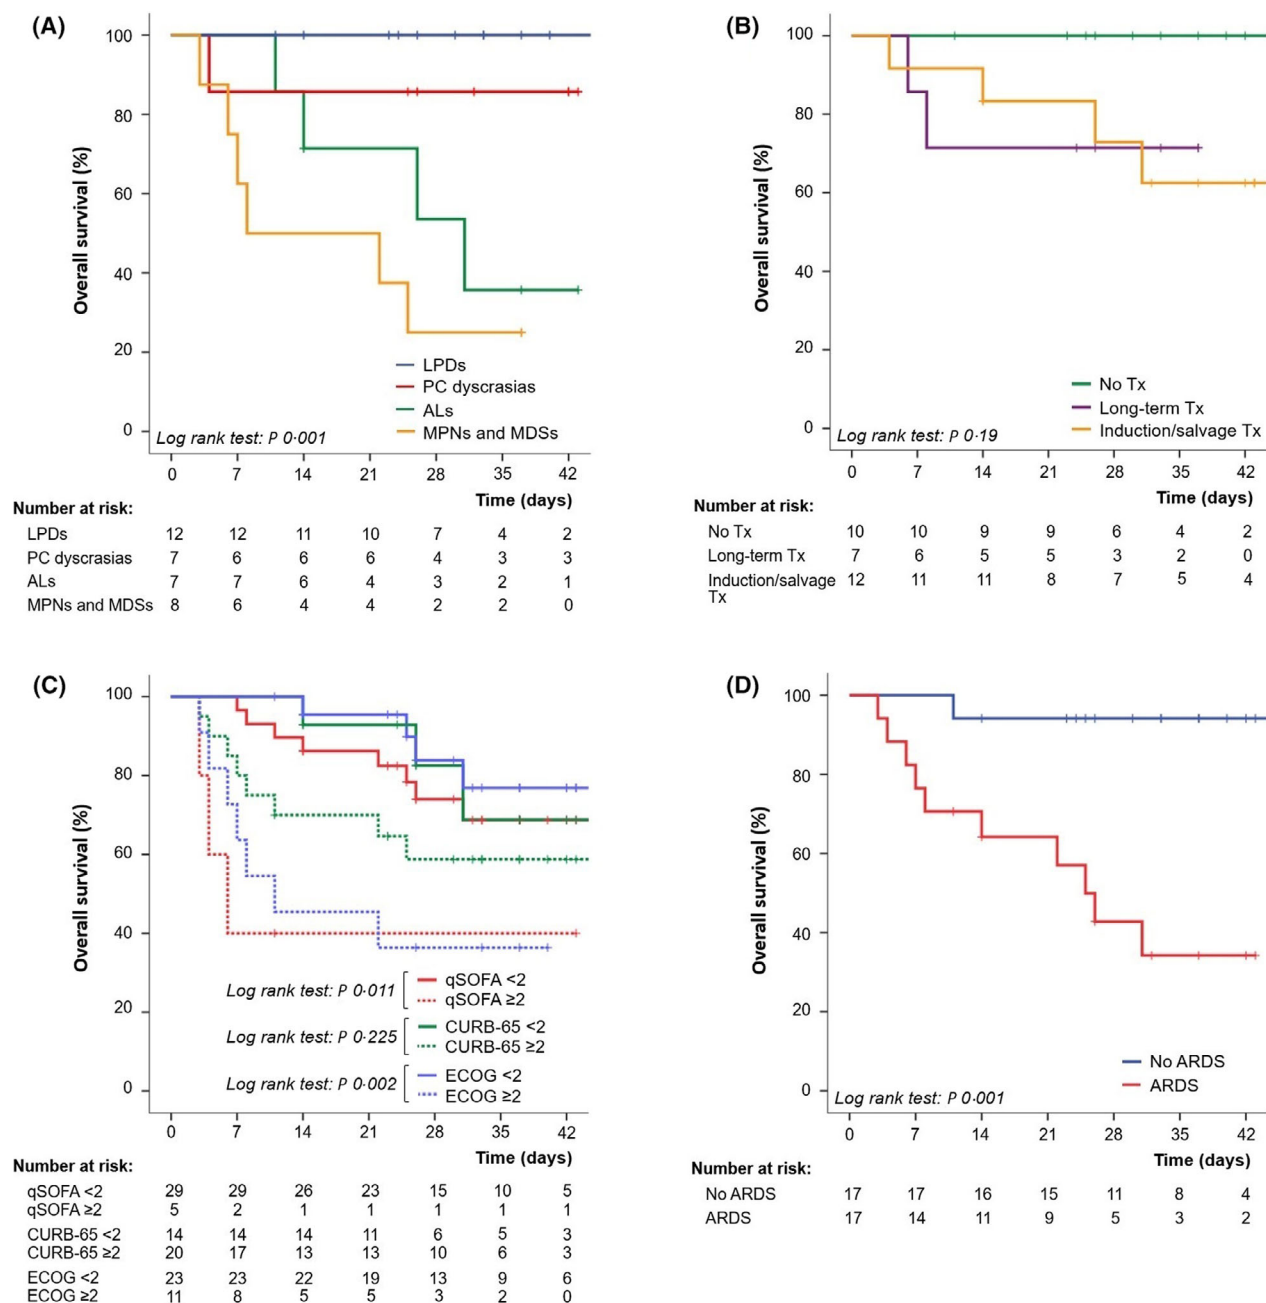 (A)
100
80
60
40
20
0
Overall survival (%)
LPDs
PC dyscrasias
ALs
MPNs and MDSs
Log rank test: P 0·001
0 7 14 21 28 35 42
Time (days)
Number at risk:
LPDs 12 12 11 10 7 4 2
PC dyscrasias 7 6 6 6 4 3 3
ALs 7 7 6 4 3 2 1
MPNs and MDSs 8 6 4 4 2 2 0
(B)
100
80
60
40
20
0
Overall survival (%)
No Tx
Long-term Tx
Induction/salvage Tx
Log rank test: P 0·19
0 7 14 21 28 35 42
Time (days)
Number at risk:
No Tx 10 10 9 9 6 4 2
Long-term Tx 7 6 5 5 3 2 0
Induction/salvage 12 11 11 8 7 5 4
Tx
(C)
100
80
60
40
20
0
Overall survival (%)
Log rank test: P 0·011
qSOFA <2
qSOFA ≥2
Log rank test: P 0·225
CURB-65 <2
CURB-65 ≥2
Log rank test: P 0·002
ECOG <2
ECOG ≥2
0 7 14 21 28 35 42
Time (days)
Number at risk:
qSOFA <2 29 29 26 23 15 10 5
qSOFA ≥2 5 2 1 1 1 1 1
CURB-65 <2 14 14 14 11 6 5 3
CURB-65 ≥2 20 17 13 13 10 6 3
ECOG <2 23 23 22 19 13 9 6
ECOG ≥2 11 8 5 5 3 2 0
(D)
100
80
60
40
20
0
Overall survival (%)
No ARDS
ARDS
Log rank test: P 0·001
0 7 14 21 28 35 42
Time (days)
Number at risk:
No ARDS 17 17 16 15 11 8 4
ARDS 17 14 11 9 5 3 2